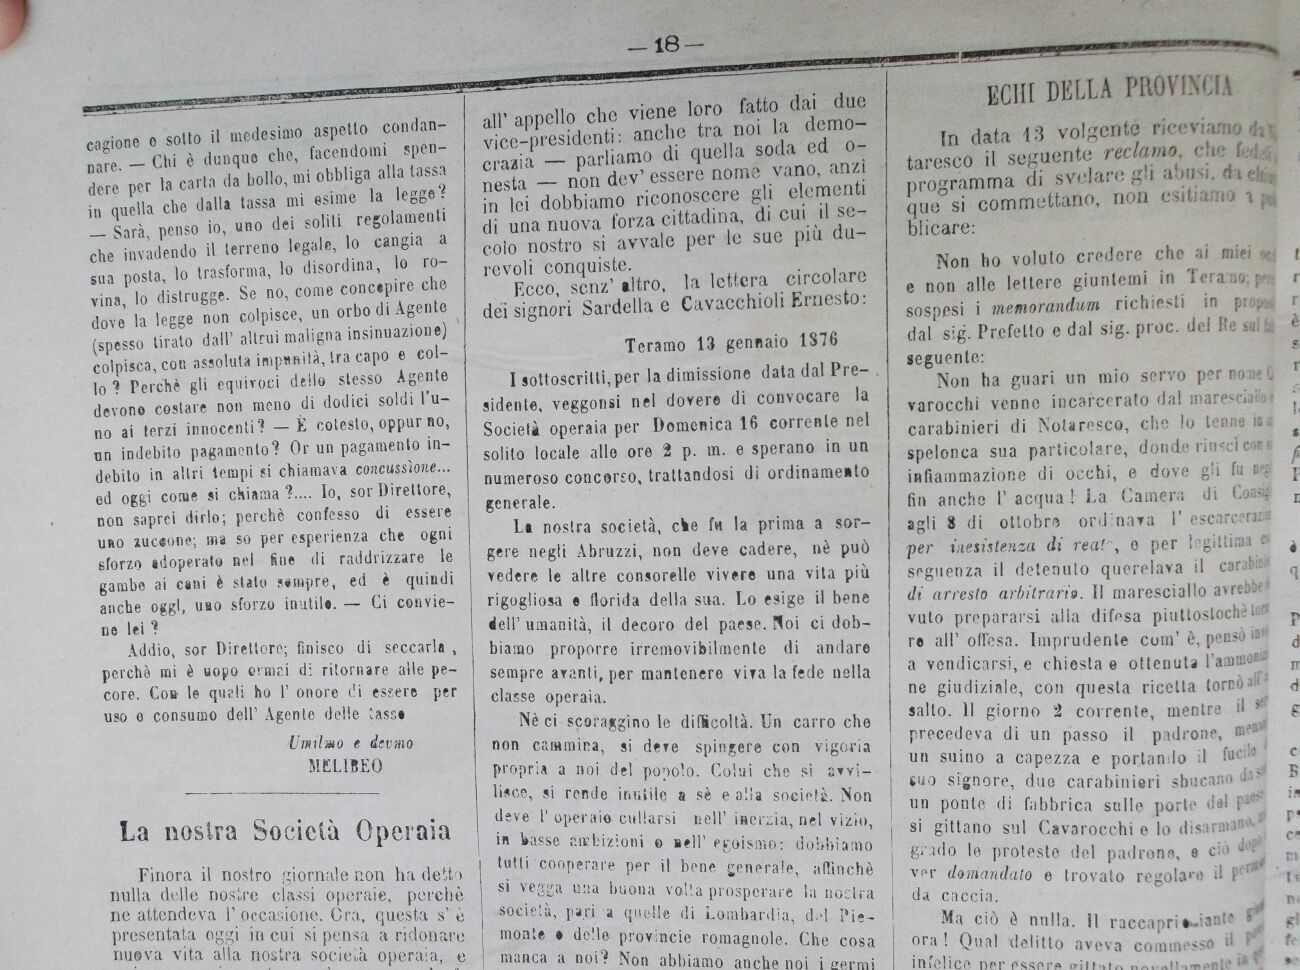 — 18 —
cagione e sotto il medesimo aspetto condan-
nare. — Chi è dunque che, facendomi spen-
dere per la carta da bollo, mi obbliga alla tassa
in quella che dalla tassa mi esime la legge?
— Sarà, penso io, uno dei soliti regolamenti
che invadendo il terreno legale, lo cangia a
sua posta, lo trasforma, lo disordina, lo ro-
vina, lo distrugge. Se no, come concepire che
dove la legge non colpisce, un orbo di Agente
(spesso tirato dall' altrui maligna insinuazione)
colpisca, con assoluta impunità, tra capo e col-
lo? Perchè gli equivoci dello stesso Agente
devono costare non meno di dodici soldi l'u-
no ai terzi innocenti? — È cotesto, oppur no,
un indebito pagamento? Or un pagamento in-
debito in altri tempi si chiamava concussione...
ed oggi come si chiama?.... Io, sor Direttore,
non saprei dirlo; perchè confesso di essere
uno zuccone; ma so per esperienza che ogni
sforzo adoperato nel fine di raddrizzare le
gambe ai cani è stato sempre, ed è quindi
anche oggi, uno sforzo inutile. — Ci convie-
ne lei?
Addio, sor Direttore; finisco di seccarla,
perchè mi è uopo ormai di ritornare alle pe-
core. Con le quali ho l' onore di essere per
uso e consumo dell' Agente delle tasse
Umilmo e devmo
MELIBEO
La nostra Società Operaia
Finora il nostro giornale non ha detto
nulla delle nostre classi operaie, perchè
ne attendeva l'occasione. Ora, questa s'è
presentata oggi in cui si pensa a ridonare
nuova vita alla nostra società operaia, e
all' appello che viene loro fatto dai due
vice-presidenti: anche tra noi la demo-
crazia — parliamo di quella soda ed o-
nesta — non dev' essere nome vano, anzi
in lei dobbiamo riconoscere gli elementi
di una nuova forza cittadina, di cui il se-
colo nostro si avvale per le sue più du-
revoli conquiste.
Ecco, senz' altro, la lettera circolare
dei signori Sardella e Cavacchioli Ernesto:
Teramo 13 gennaio 1876
I sottoscritti, per la dimissione data dal Pre-
sidente, veggonsi nel dovere di convocare la
Società operaia per Domenica 16 corrente nel
solito locale alle ore 2 p. m. e sperano in un
numeroso concorso, trattandosi di ordinamento
generale.
La nostra società, che fu la prima a sor-
gere negli Abruzzi, non deve cadere, nè può
vedere le altre consorelle vivere una vita più
rigogliosa e florida della sua. Lo esige il bene
dell' umanità, il decoro del paese. Noi ci dob-
biamo proporre irremovibilmente di andare
sempre avanti, per mantenere viva la fede nella
classe operaia.
Nè ci scoraggino le difficoltà. Un carro che
non cammina, si deve spingere con vigoria
propria a noi del popolo. Colui che si avvi-
lisce, si rende inutile a sè e alla società. Non
deve l'operaio cullarsi nell' inerzia, nel vizio,
in basse ambizioni o nell' egoismo: dobbiamo
tutti cooperare per il bene generale, affinchè
si vegga una buona volta prosperare la nostra
società, pari a quelle di Lombardia, del Pie-
monte e delle provincie romagnole. Che cosa
manca a noi? Non abbiamo anche noi i germi
ECHI DELLA PROVINCIA
In data 13 volgente riceviamo da
taresco il seguente reclamo, che
programma di svelare gli abusi, da
que si commettano, non esitiamo a
blicare:
Non ho voluto credere che ai miei
e non alle lettere giuntemi in Teramo;
sospesi i memorandum richiesti in
dal sig. Prefetto e dal sig. proc. del Re sul
seguente:
Non ha guari un mio servo per nome
varocchi venne incarcerato dal maresciallo
carabinieri di Notaresco, che lo tenne in
spelonca sua particolare, donde riuscì con
infiammazione di occhi, e dove gli fu
fin anche l' acqua! La Camera di
agli 8 di ottobre ordinava l' escarcerazi
per inesistenza di reat, e per legittima
seguenza il detenuto querelava il
di arresto arbitrario. Il maresciallo avrebbe
vuto prepararsi alla difesa piuttostochè
re all' offesa. Imprudente com' è, pensò
a vendicarsi, e chiesta e ottenuta l'ammonizio
ne giudiziale, con questa ricetta tornò all'
salto. Il giorno 2 corrente, mentre il
precedeva di un passo il padrone,
un suino a capezza e portando il fucile
suo signore, due carabinieri sbucano
un ponte di fabbrica sulle porte del
si gittano sul Cavarocchi e lo disarmano,
grado le proteste del padrone, e ciò
ver domandato e trovato regolare il
da caccia.
Ma ciò è nulla. Il raccapricciante
ora! Qual delitto aveva commesso il
infelice per essere gittato novellamente in